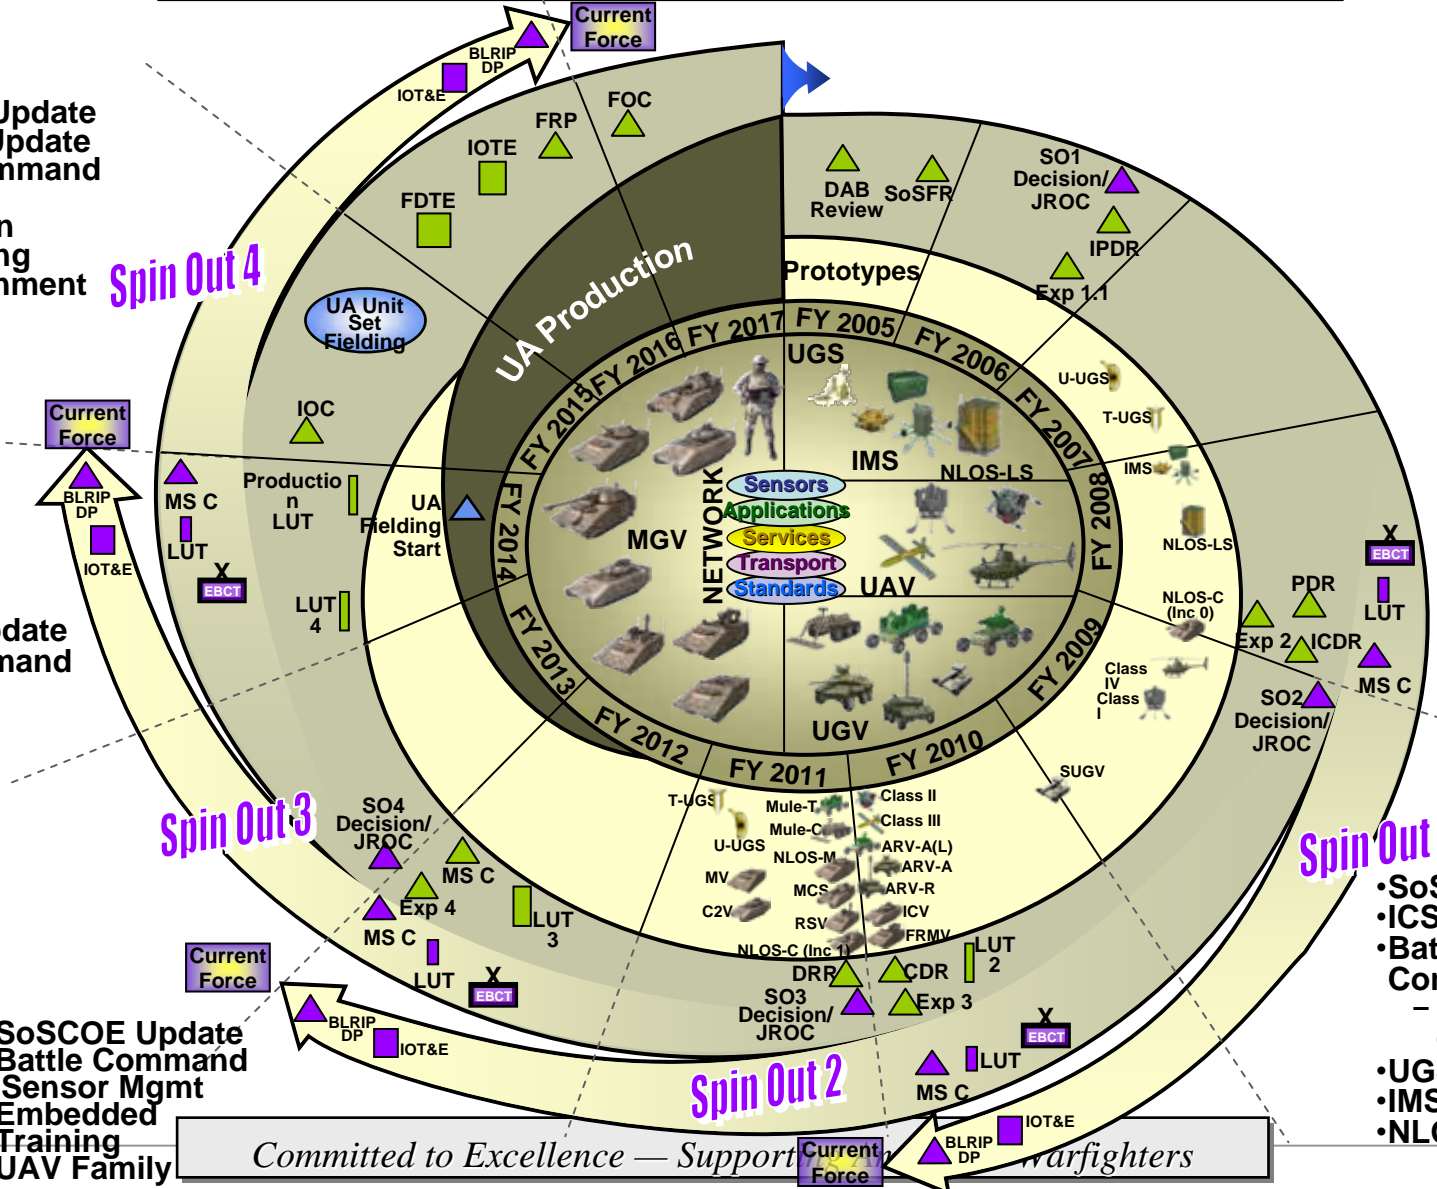 Current
Force
BLRIP
DP
IOT&E
Update
Update
FOC
FRP
IOTE
FDTE
DAB
Review
SoSFR
SO1
Decision/
JROC
IPDR
Exp 1.1
Prototypes
UA Production
Spin Out 4
UA Unit
Set
Fielding
IOC
FY 2005
FY 2006
FY 2007
FY 2008
FY 2009
FY 2010
FY 2011
FY 2012
FY 2013
FY 2014
FY 2015
FY 2016
FY 2017
UGS
IMS
NLOS-LS
MGV
NETWORK
Sensors
Applications
Services
Transport
Standards
UAV
UGV
U-UGS
T-UGS
IMS
NLOS-LS
NLOS-C
(Inc 0)
Class
IV
Class
I
SUGV
X
EBCT
LUT
PDR
Exp 2
ICDR
MS C
SO2
Decision/
JROC
Current
Force
BLRIP
DP
IOT&E
MS C
LUT
X
EBCT
Productio
n
LUT
UA
Fielding
Start
LUT
4
Spin Out 3
SO4
Decision/
JROC
MS C
Exp 4
MS C
LUT
3
LUT
X
EBCT
T-UGS
U-UGS
MV
C2V
Mule-T
Mule-C
NLOS-M
MCS
RSV
NLOS-C (Inc 1)
Class II
Class III
ARV-A(L)
ARV-A
ARV-R
ICV
FRMV
DRR
CDR
LUT
2
SO3
Decision/
JROC
Exp 3
Current
Force
BLRIP
DP
IOT&E
Spin Out 2
MS C
LUT
X
EBCT
Spin Out
•UG
•IMS
SoSCOE Update
Battle Command
Sensor Mgmt
Embedded
Training
UAV Family
Committed to Excellence — Warfighters
Current
Force
BLRIP
DP
IOT&E